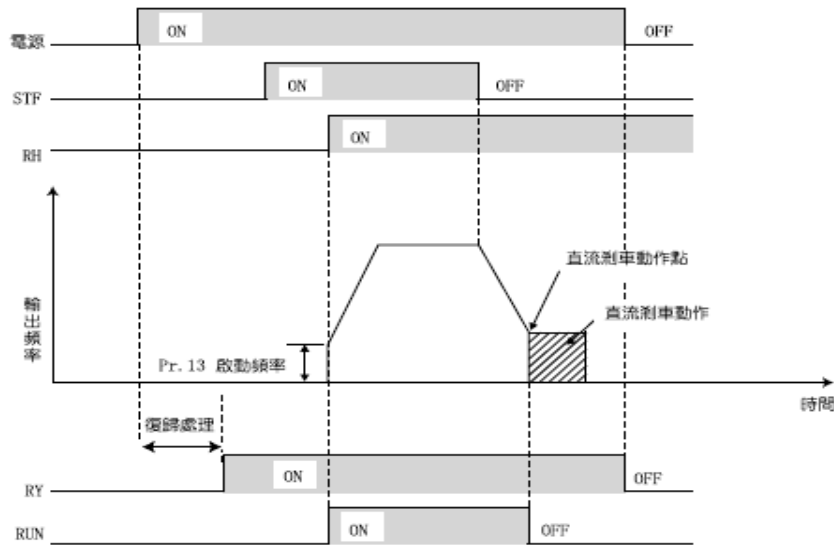 電源
ON
OFF
STF
ON
OFF
RH
ON
輸出頻率
直流剎車動作點
直流剎車動作
Pr.13 啟動頻率
時間
復歸處理
RY
ON
OFF
RUN
ON
OFF